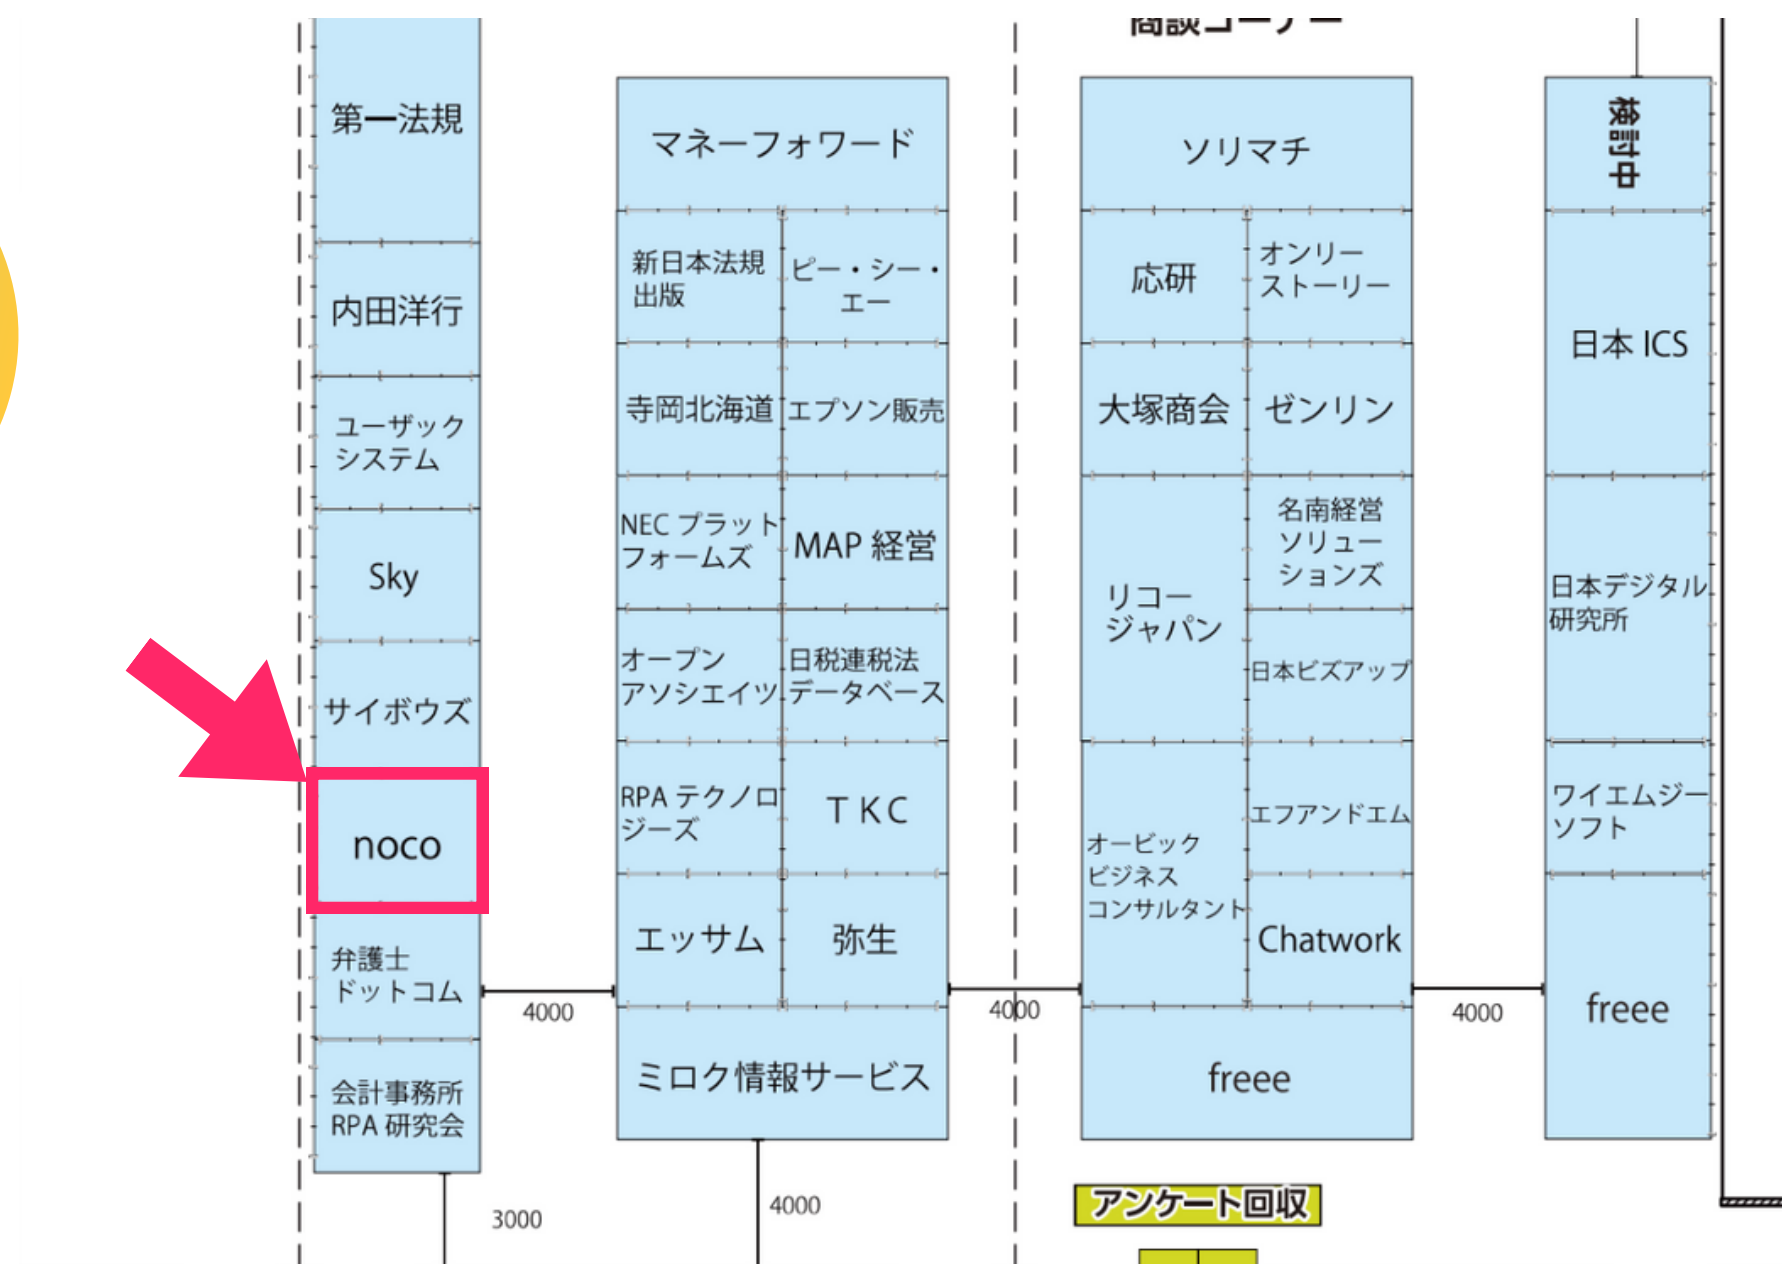 商談コーナー
第一法規
内田洋行
ユーザック
システム
Sky
サイボウズ
noco
弁護士
ドットコム
会計事務所
RPA 研究会
3000
4000
マネーフォワード
新日本法規
出版
ピー・シー・
エー
寺岡北海道
エプソン販売
NEC プラット
フォームズ
MAP 経営
オープン
アソシエイツ
日税連税法
データベース
RPA テクノロ
ジーズ
TKC
エッサム
弥生
ミロク情報サービス
4000
4000
ソリマチ
応研
オンリー
ストーリー
大塚商会
ゼンリン
リコー
ジャパン
名南経営
ソリュー
ションズ
日本ビズアップ
オービック
ビジネス
コンサルタント
エフアンドエム
Chatwork
freee
4000
検討中
日本 ICS
日本デジタル
研究所
ワイエムジー
ソフト
freee
アンケート回収